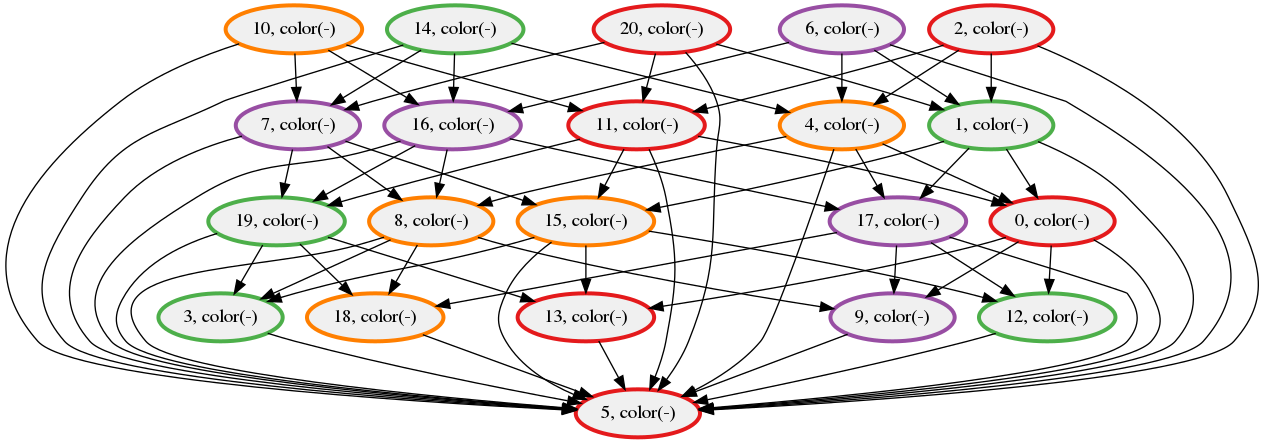 10, color(-)
14, color(-)
20, color(-)
6, color(-)
2, color(-)
7, color(-)
16, color(-)
11, color(-)
4, color(-)
1, color(-)
19, color(-)
8, color(-)
15, color(-)
17, color(-)
0, color(-)
3, color(-)
18, color(-)
13, color(-)
9, color(-)
12, color(-)
5, color(-)